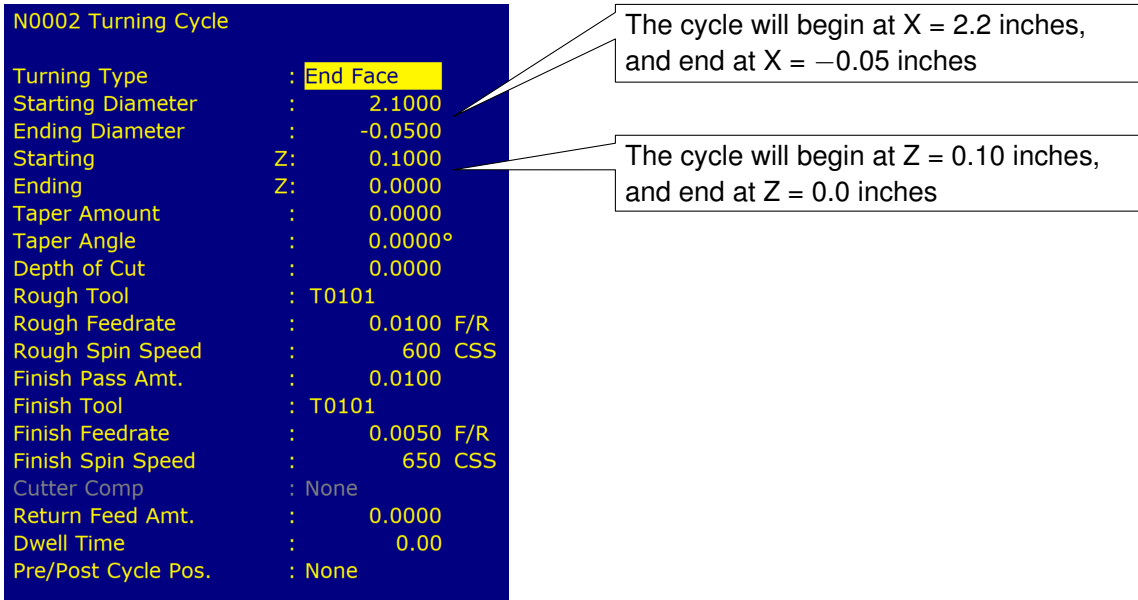 N0002 Turning Cycle
Turning Type : End Face
Starting Diameter : 2.1000
Ending Diameter : -0.0500
Starting Z: 0.1000
Ending Z: 0.0000
Taper Amount : 0.0000
Taper Angle : 0.0000°
Depth of Cut : 0.0000
Rough Tool : T0101
Rough Feedrate : 0.0100 F/R
Rough Spin Speed : 600 CSS
Finish Pass Amt. : 0.0100
Finish Tool : T0101
Finish Feedrate : 0.0050 F/R
Finish Spin Speed : 650 CSS
Cutter Comp : None
Return Feed Amt. : 0.0000
Dwell Time : 0.00
Pre/Post Cycle Pos. : None
The cycle will begin at X = 2.2 inches,
and end at X = −0.05 inches
The cycle will begin at Z = 0.10 inches,
and end at Z = 0.0 inches